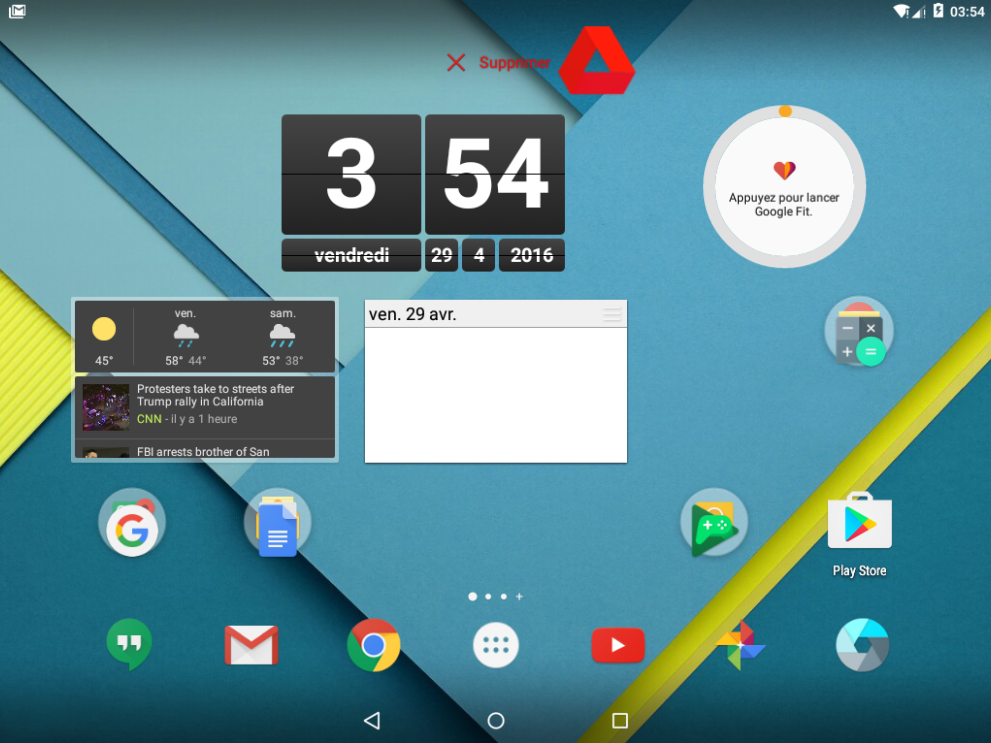 03:54
Supprimer
3 54
vendredi 29 4 2016
Appuyez pour lancer
Google Fit.
ven. sam.
45° 58° 44° 53° 38°
Protesters take to streets after
Trump rally in California
CNN - il y a 1 heure
FBI arrests brother of San
ven. 29 avr.
Play Store